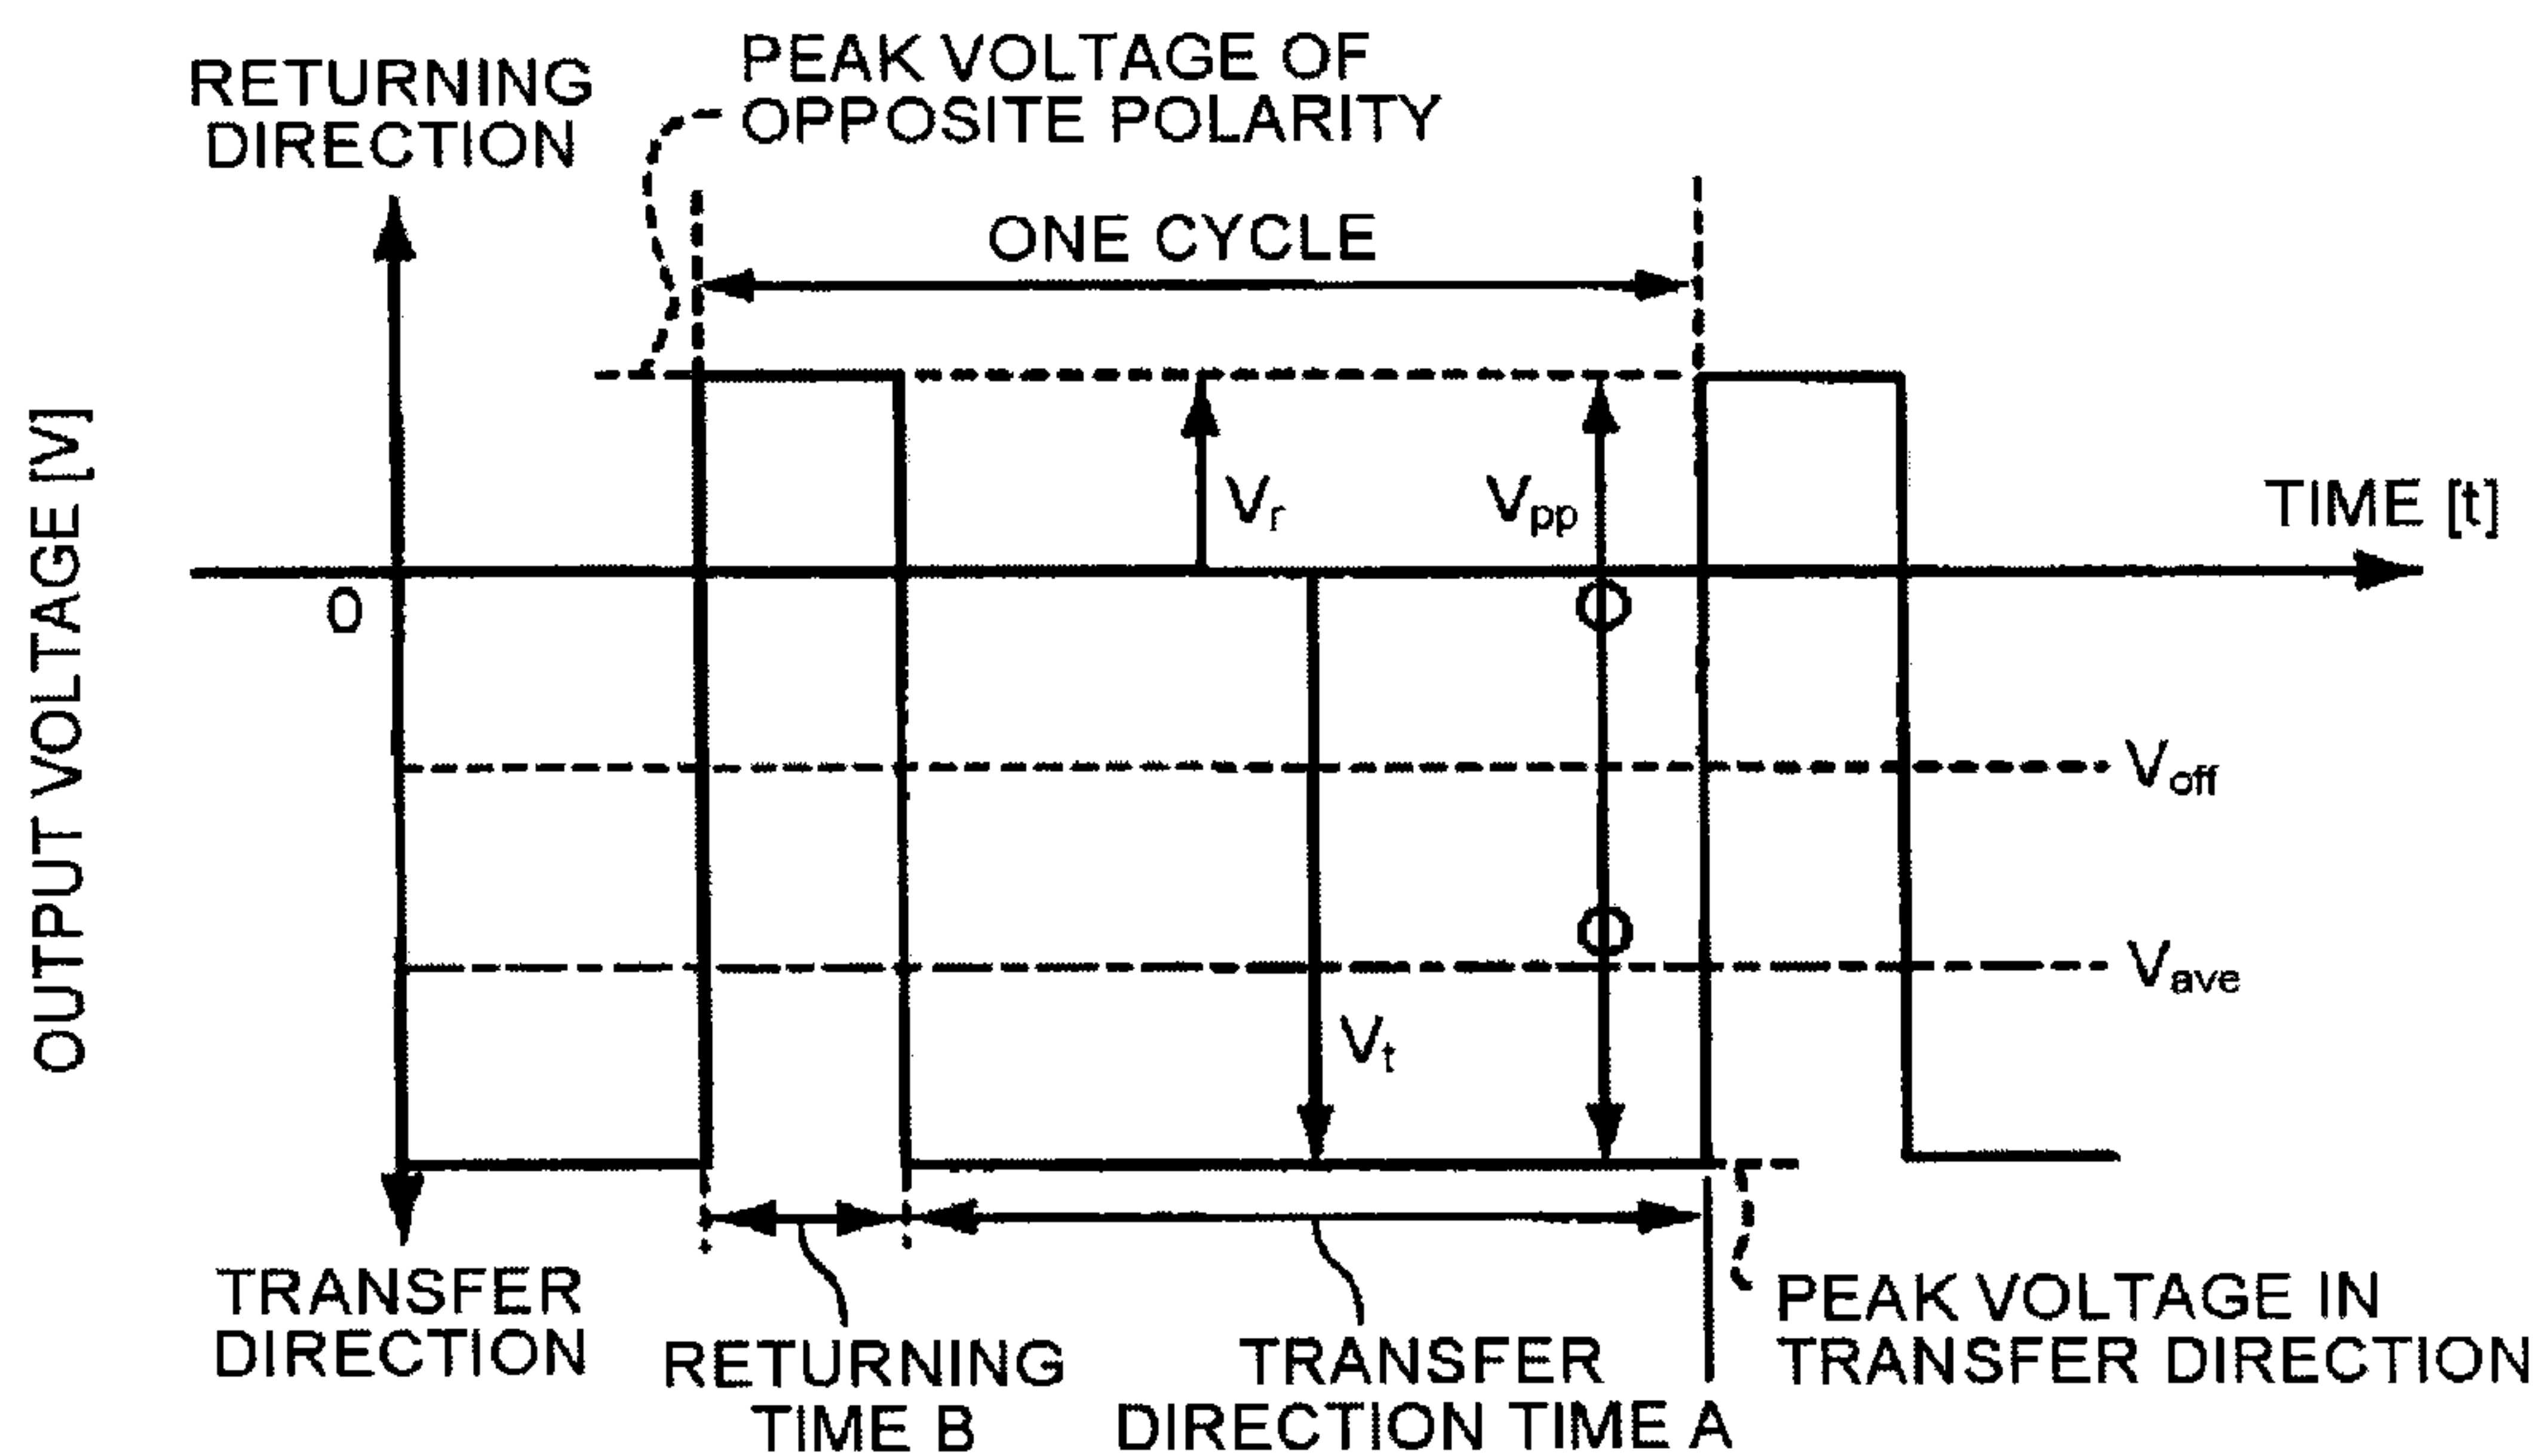 RETURNING
DIRECTION
PEAK VOLTAGE OF
OPPOSITE POLARITY
ONE CYCLE
OUTPUT VOLTAGE [V]
Vr
Vpp
TIME [t]
0
Voff
Vave
Vt
TRANSFER
DIRECTION
RETURNING
TIME B
TRANSFER
DIRECTION TIME A
PEAK VOLTAGE IN
TRANSFER DIRECTION